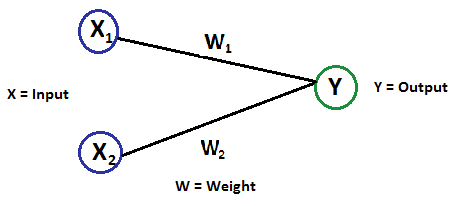 X1
W1
X = Input
Y
Y = Output
X2
W2
W = Weight